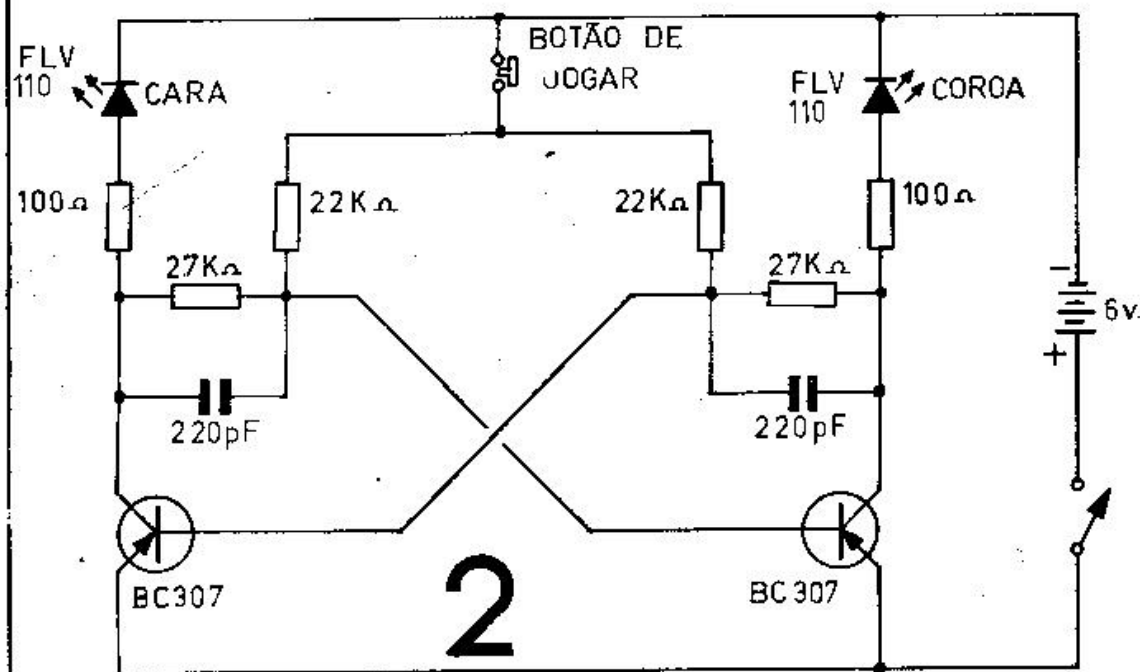 BOTÃO DE
JOGAR
FLV
110
CARA
FLV
110
COROA
100Ω
22KΩ
22KΩ
100Ω
27KΩ
27KΩ
-
6v.
+
220pF
220pF
BC307
BC307
2